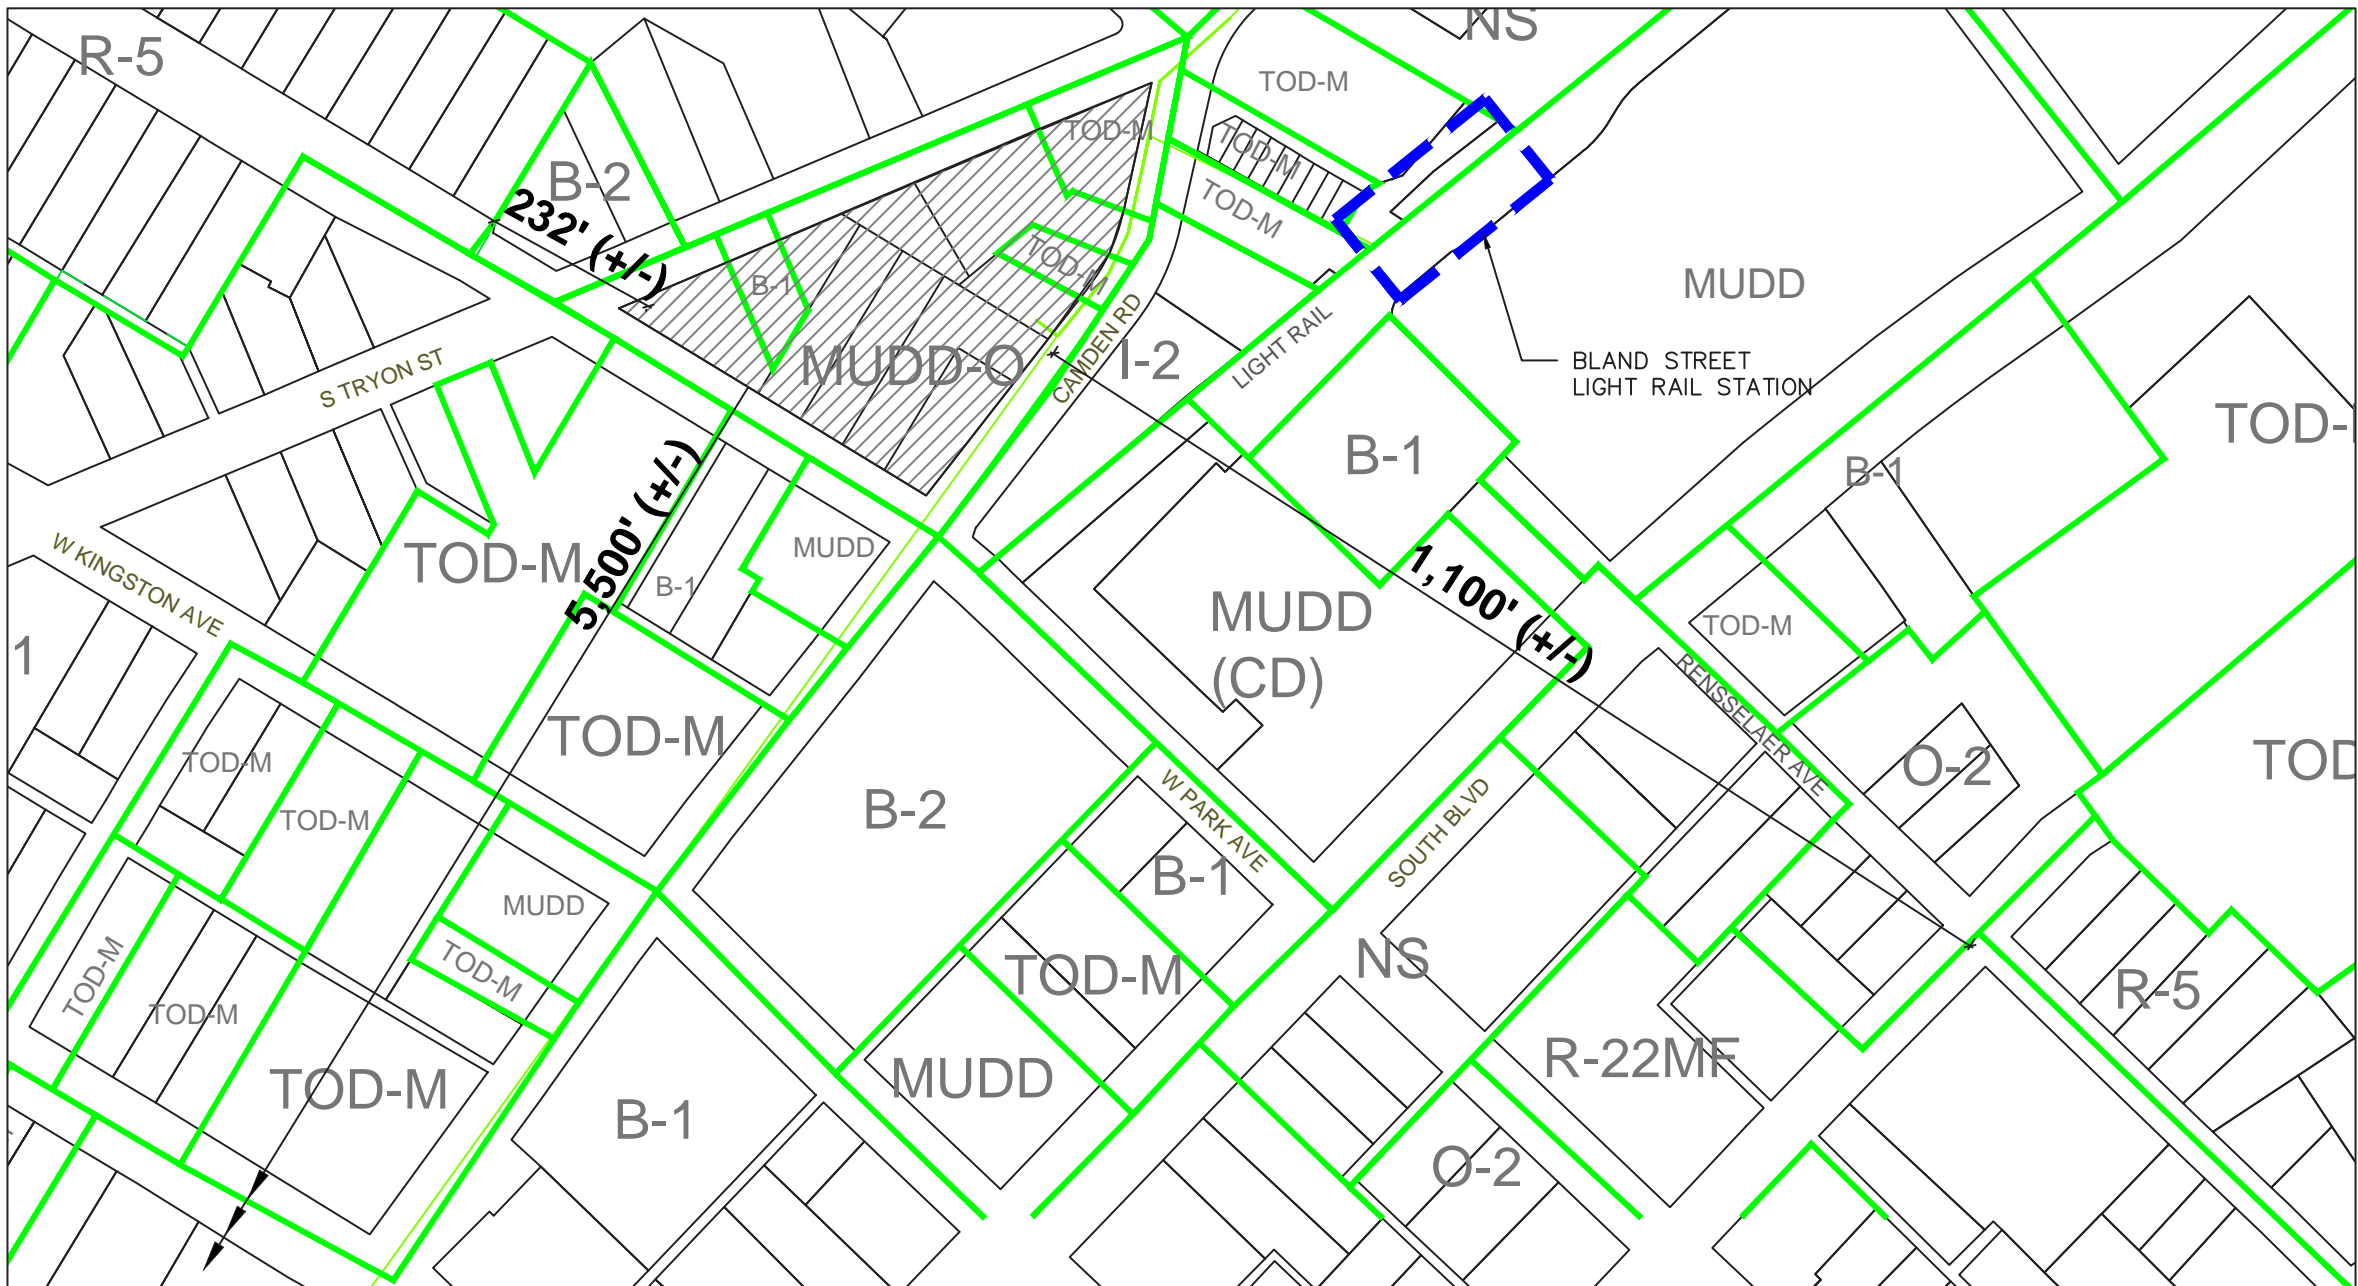 R-5
NS
TOD-M
TOD-M
TOD-M
TOD-M
B-2
232' (+/-)
TOD-M
B-1
MUDD-O
CAMDEN RD
I-2
LIGHT RAIL
MUDD
BLAND STREET
LIGHT RAIL STATION
S TRYON ST
B-1
B-1
TOD-
5,500' (+/-)
W KINGSTON AVE
TOD-M
B-1
MUDD
1,100' (+/-)
MUDD
(CD)
TOD-M
RENSSELAER AVE
1
TOD-M
TOD-M
TOD-M
B-2
W PARK AVE
SOUTH BLVD
O-2
TOD
MUDD
B-1
TOD-M
TOD-M
TOD-M
TOD-M
NS
R-5
TOD-M
B-1
MUDD
R-22MF
O-2